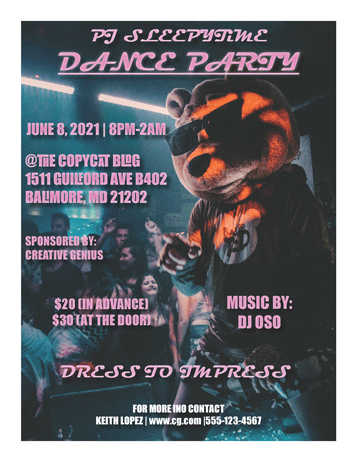 PJ SLEEPYTIME
DANCE PARTY
JUNE 8, 2021 | 8PM-2AM
@THE COPYCAT BLDG
1511 GUILFORD AVE B402
BALIMORE, MD 21202
SPONSORED BY:
CREATIVE GENIUS
$20 (IN ADVANCE)
$30 (AT THE DOOR)
MUSIC BY:
DJ OSO
DRESS TO IMPRESS
FOR MORE INO CONTACT
KEITH LOPEZ | www.cg.com |555-123-4567